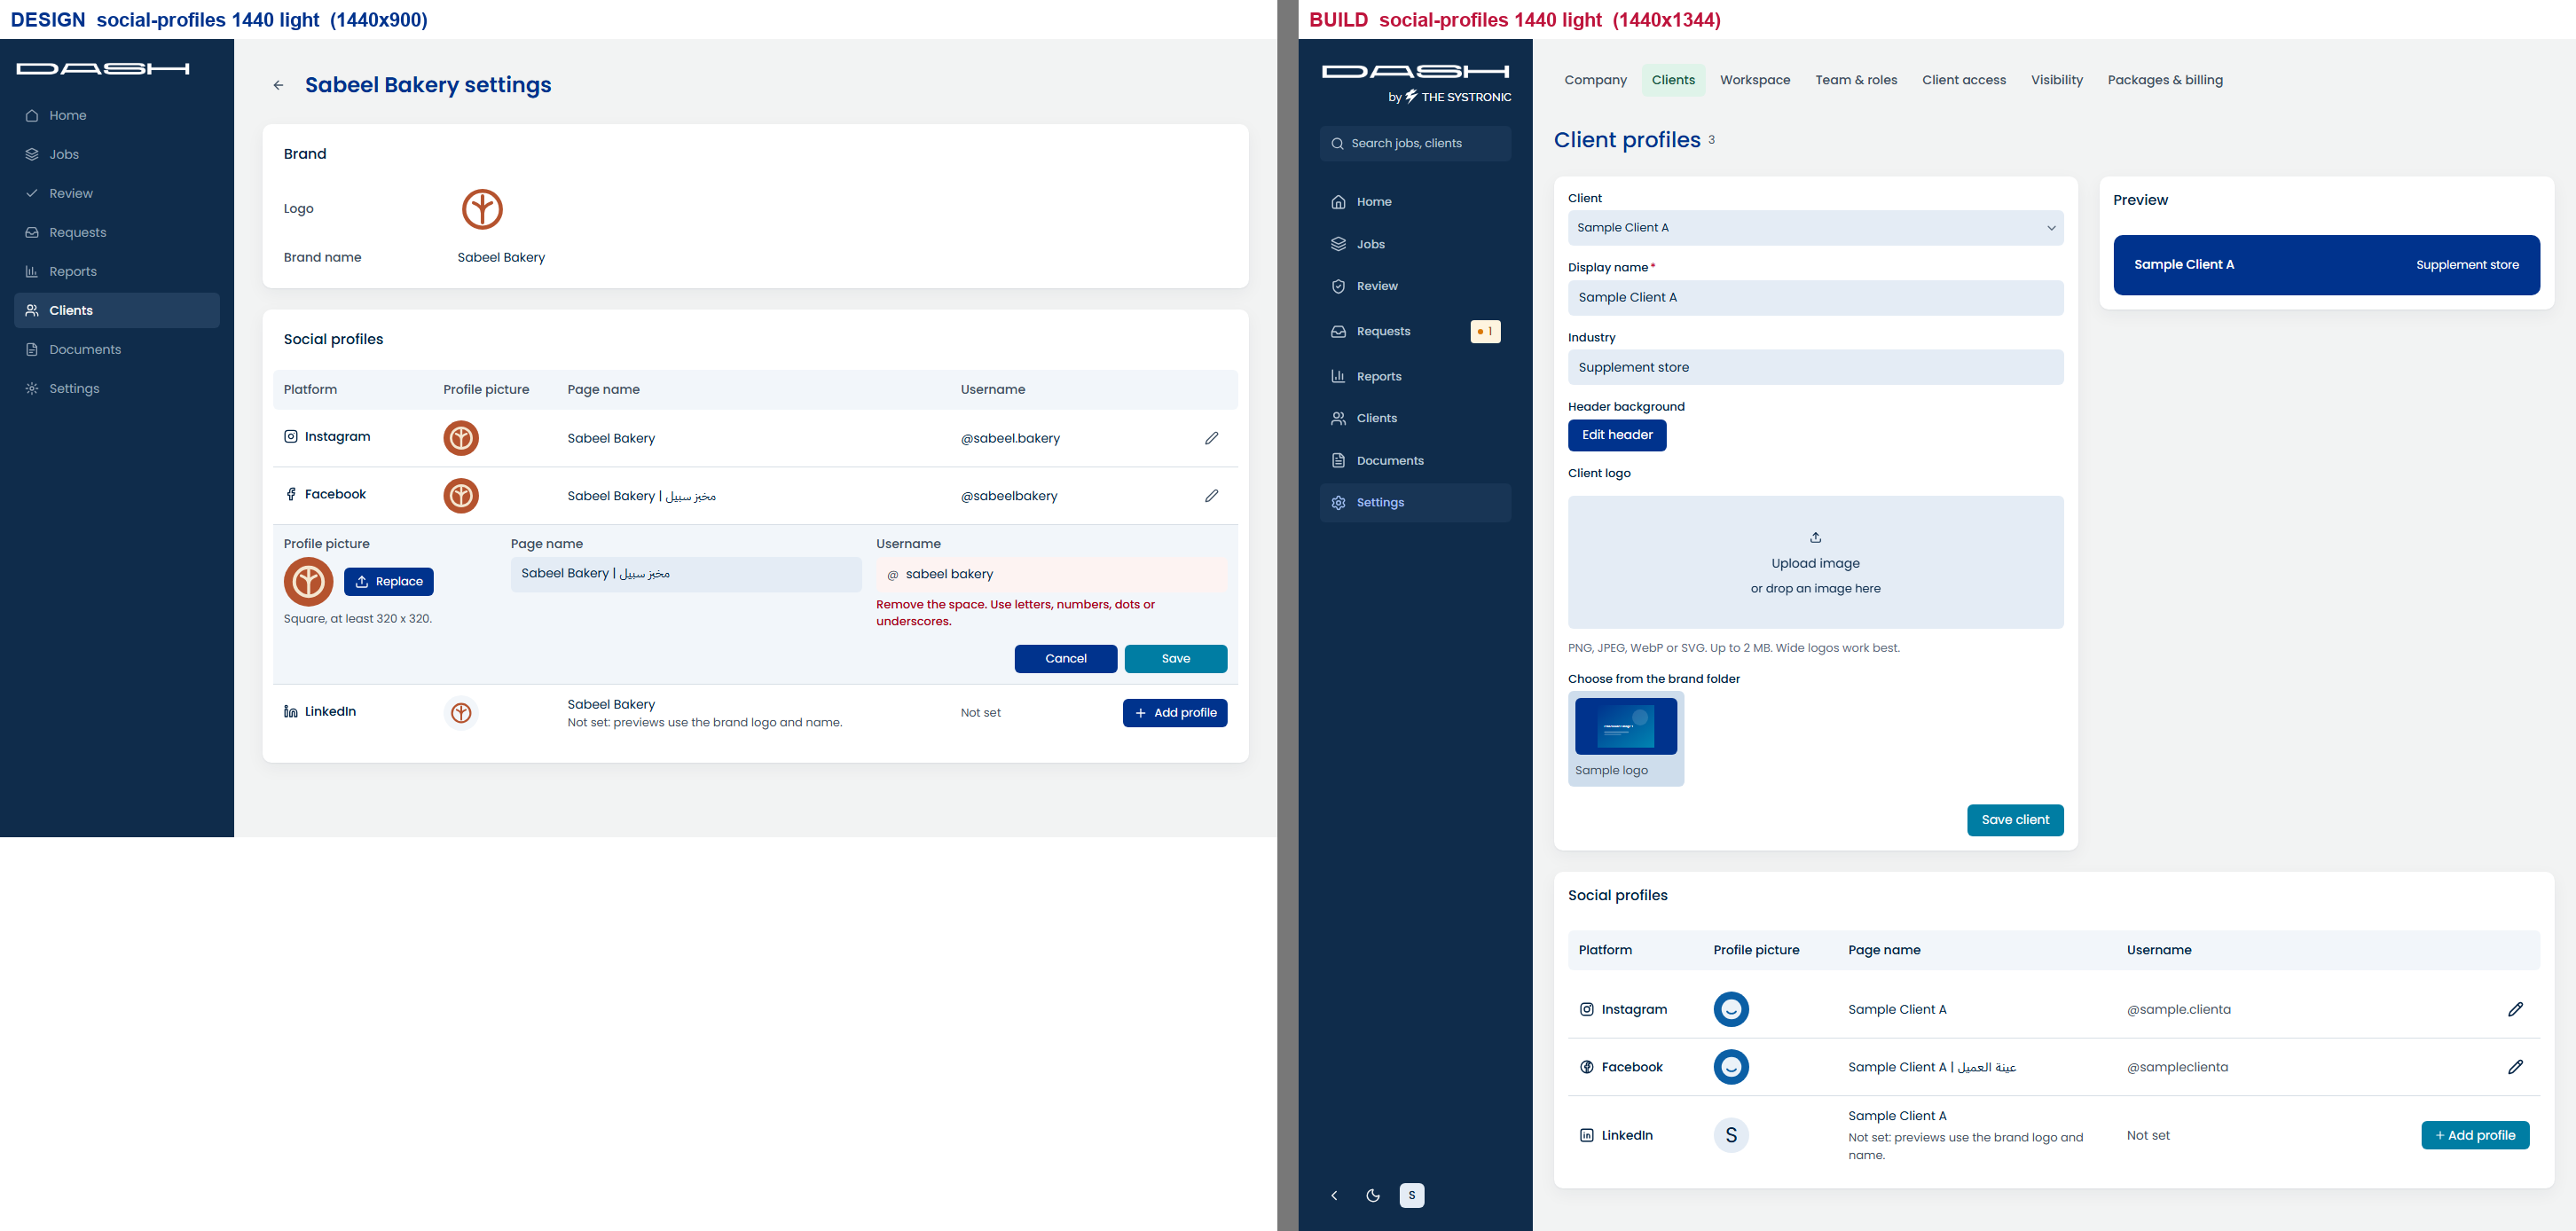 DESIGN social-profiles 1440 light (1440x900)
DASH
Home
Jobs
Review
Requests
Reports
Clients
Documents
Settings
Sabeel Bakery settings
Brand
Logo
Brand name Sabeel Bakery
Social profiles
Platform Profile picture Page name Username
Instagram Sabeel Bakery @sabeel.bakery
Facebook Sabeel Bakery | مخبز سبيل @sabeelbakery
Profile picture Page name Username
Replace Sabeel Bakery | مخبز سبيل @ sabeel bakery
Square, at least 320 x 320.
Remove the space. Use letters, numbers, dots or
underscores.
Cancel Save
LinkedIn Sabeel Bakery Not set + Add profile
Not set: previews use the brand logo and name.
BUILD social-profiles 1440 light (1440x1344)
DASH
by THE SYSTRONIC
Search jobs, clients
Home
Jobs
Review
Requests 1
Reports
Clients
Documents
Settings
S
Company Clients Workspace Team & roles Client access Visibility Packages & billing
Client profiles 3
Client
Sample Client A
Display name*
Sample Client A
Industry
Supplement store
Header background
Edit header
Client logo
Upload image
or drop an image here
PNG, JPEG, WebP or SVG. Up to 2 MB. Wide logos work best.
Choose from the brand folder
Sample logo
Save client
Preview
Sample Client A Supplement store
Social profiles
Platform Profile picture Page name Username
Instagram Sample Client A @sample.clienta
Facebook Sample Client A | عينة العميل @sampleclienta
LinkedIn S Sample Client A Not set + Add profile
Not set: previews use the brand logo and
name.